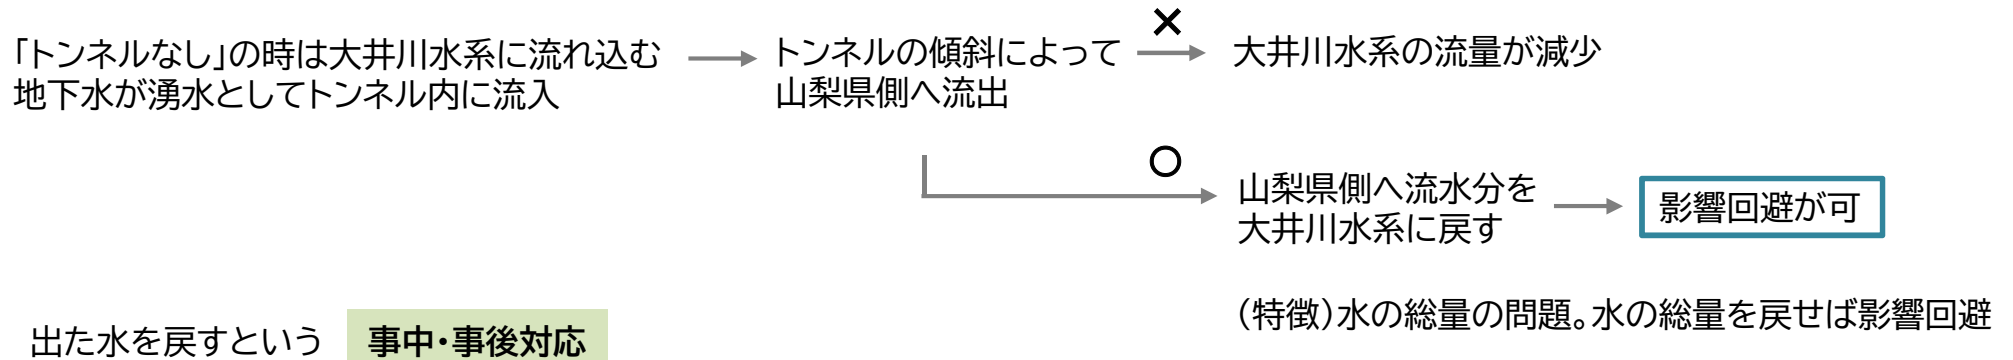 「トンネルなし」の時は大井川水系に流れ込む
地下水が湧水としてトンネル内に流入
トンネルの傾斜によって
山梨県側へ流出
×
大井川水系の流量が減少
○
山梨県側へ流水分を
大井川水系に戻す
影響回避が可
(特徴)水の総量の問題。水の総量を戻せば影響回避
出た水を戻すという 事中・事後対応